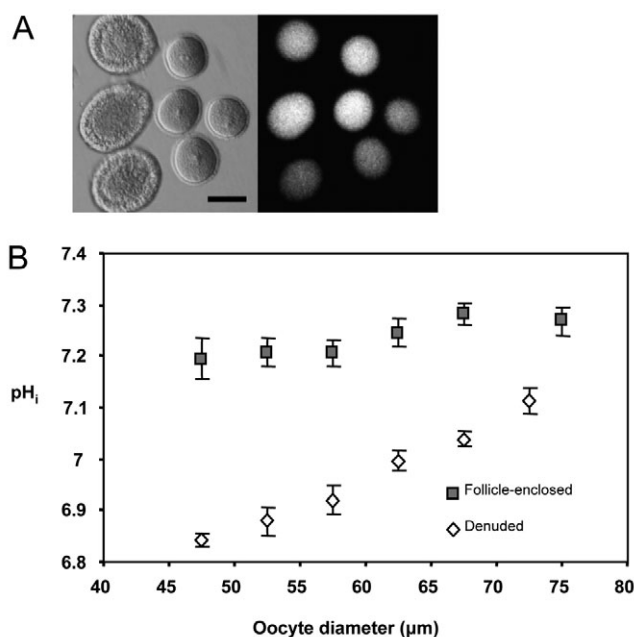 A
B
7.4
7.3
7.2
7.1
7
6.9
6.8
pHi
Follicle-enclosed
Denuded
40 45 50 55 60 65 72 75 80
Oocyte diameter (µm)